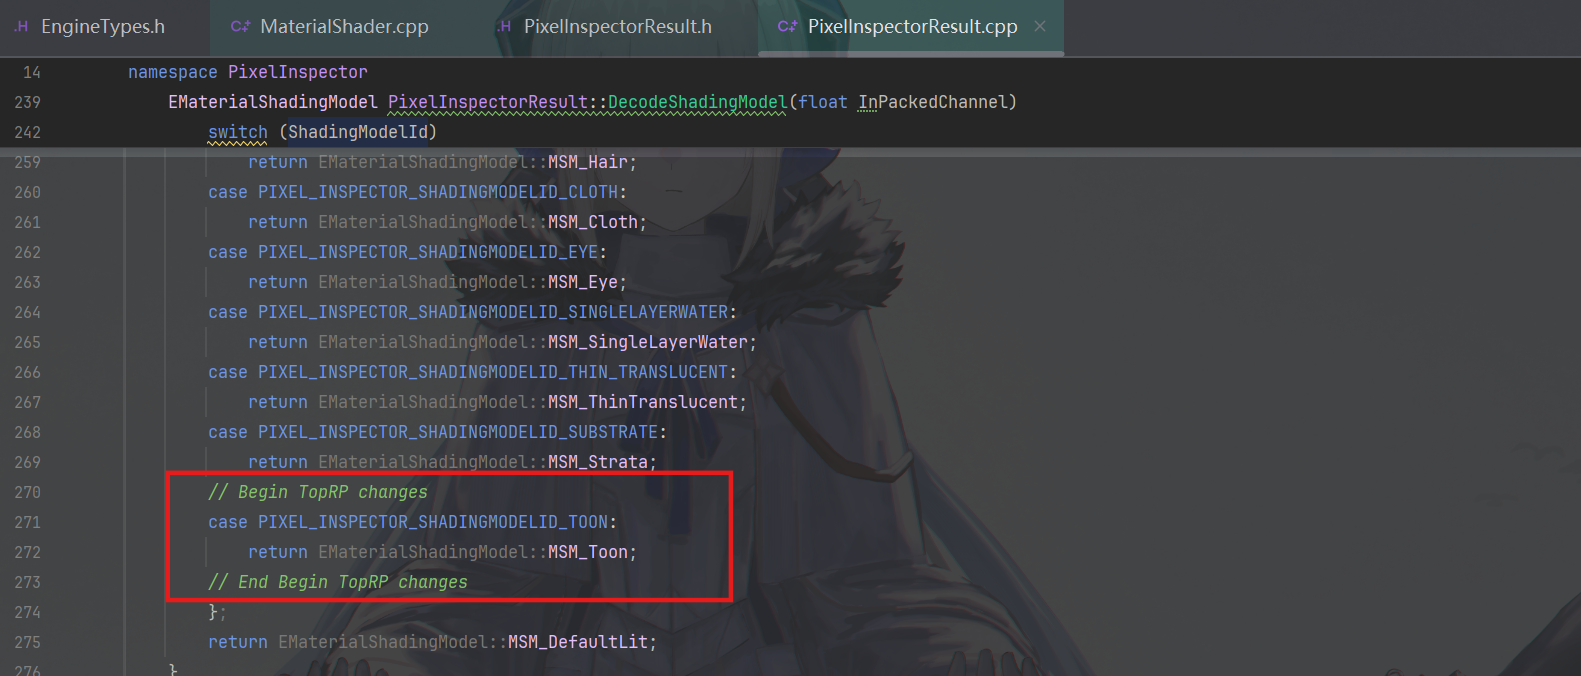 .H EngineTypes.h C++ MaterialShader.cpp .H PixelInspectorResult.h C++ PixelInspectorResult.cpp
14 namespace PixelInspector
239 EMaterialShadingModel PixelInspectorResult::DecodeShadingModel(float InPackedChannel)
242 switch (ShadingModelId)
259 return EMaterialShadingModel::MSM_Hair;
260 case PIXEL_INSPECTOR_SHADINGMODELID_CLOTH:
261 return EMaterialShadingModel::MSM_Cloth;
262 case PIXEL_INSPECTOR_SHADINGMODELID_EYE:
263 return EMaterialShadingModel::MSM_Eye;
264 case PIXEL_INSPECTOR_SHADINGMODELID_SINGLELAYERWATER:
265 return EMaterialShadingModel::MSM_SingleLayerWater;
266 case PIXEL_INSPECTOR_SHADINGMODELID_THIN_TRANSLUCENT:
267 return EMaterialShadingModel::MSM_ThinTranslucent;
268 case PIXEL_INSPECTOR_SHADINGMODELID_SUBSTRATE:
269 return EMaterialShadingModel::MSM_Strata;
270 // Begin TopRP changes
271 case PIXEL_INSPECTOR_SHADINGMODELID_TOON:
272 return EMaterialShadingModel::MSM_Toon;
273 // End Begin TopRP changes
274 };
275 return EMaterialShadingModel::MSM_DefaultLit;
276 }